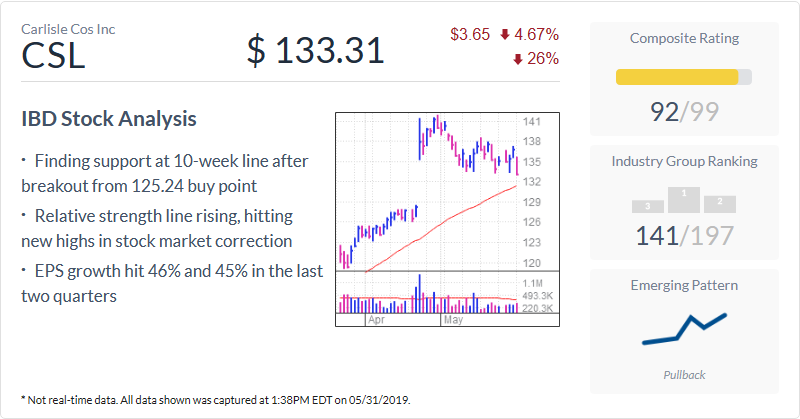 Carlisle Cos Inc
CSL
$ 133.31
$3.65 4.67%
26%
IBD Stock Analysis
· Finding support at 10-week line after
breakout from 125.24 buy point
· Relative strength line rising, hitting
new highs in stock market correction
· EPS growth hit 46% and 45% in the last
two quarters
141
138
135
132
129
126
123
120
1.1M
493.3K
220.3K
Apr
May
Composite Rating
92/99
Industry Group Ranking
3 1 2
141/197
Emerging Pattern
Pullback
* Not real-time data. All data shown was captured at 1:38PM EDT on 05/31/2019.